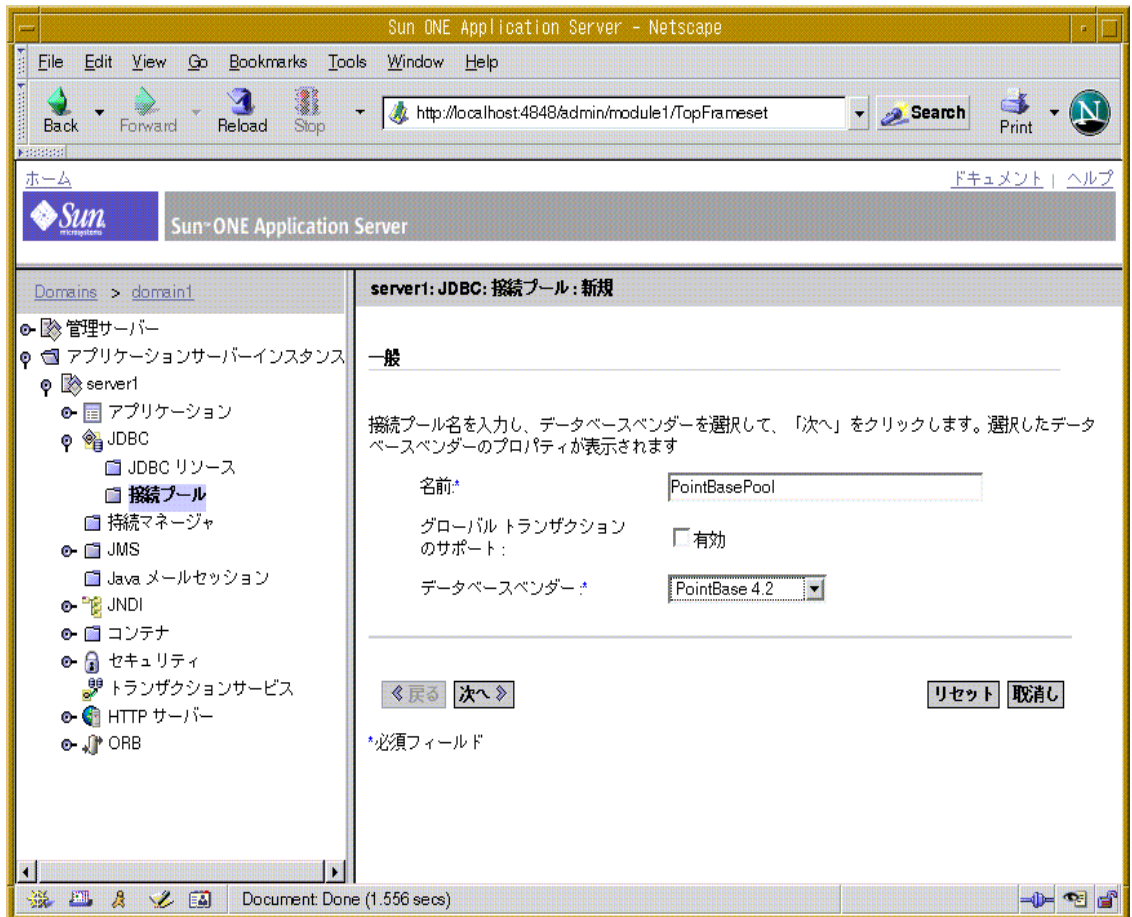 Sun ONE Application Server - Netscape
File Edit View Go Bookmarks Tools Window Help
Back Forward Reload Stop http://localhost:4848/admin/module1/TopFrameset Search Print N
ホーム ドキュメント | ヘルプ
Sun microsystems Sun™ ONE Application Server
Domains > domain1
管理サーバー
アプリケーションサーバーインスタンス
server1
アプリケーション
JDBC
JDBC リソース
接続プール
持続マネージャ
JMS
Java メールセッション
JNDI
コンテナ
セキュリティ
トランザクションサービス
HTTP サーバー
ORB
server1: JDBC: 接続プール : 新規
一般
接続プール名を入力し、データベースベンダーを選択して、「次へ」をクリックします。選択したデータ
ベースベンダーのプロパティが表示されます
名前:* PointBasePool
グローバル トランザクション
のサポート : 有効
データベースベンダー :* PointBase 4.2
《戻る 次へ》 リセット 取消し
*必須フィールド
Document: Done (1.556 secs)